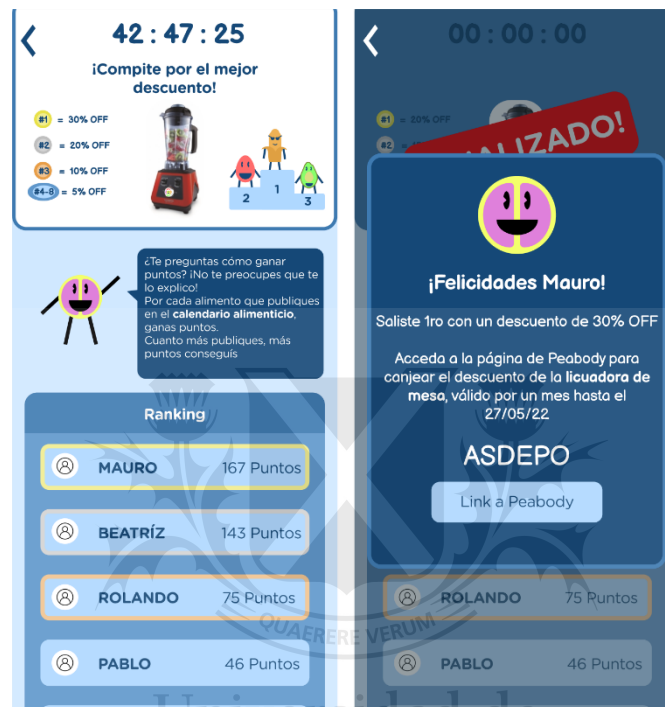 42 : 47 : 25
¡Compite por el mejor
descuento!
#1 = 30% OFF
#2 = 20% OFF
#3 = 10% OFF
#4-8 = 5% OFF
2 1 3
¿Te preguntas cómo ganar
puntos? ¡No te preocupes que te
lo explico!
Por cada alimento que publiques
en el calendario alimenticio,
ganas puntos.
Cuanto más publiques, más
puntos conseguís
Ranking
MAURO 167 Puntos
BEATRÍZ 143 Puntos
ROLANDO 75 Puntos
PABLO 46 Puntos
00 : 00 : 00
#1 = 20% OFF
#2
¡Felicidades Mauro!
Saliste 1ro con un descuento de 30% OFF
Acceda a la página de Peabody para
canjear el descuento de la licuadora de
mesa, válido por un mes hasta el
27/05/22
ASDEPO
Link a Peabody
ROLANDO 75 Puntos
PABLO 46 Puntos
QUAERERE VERUM